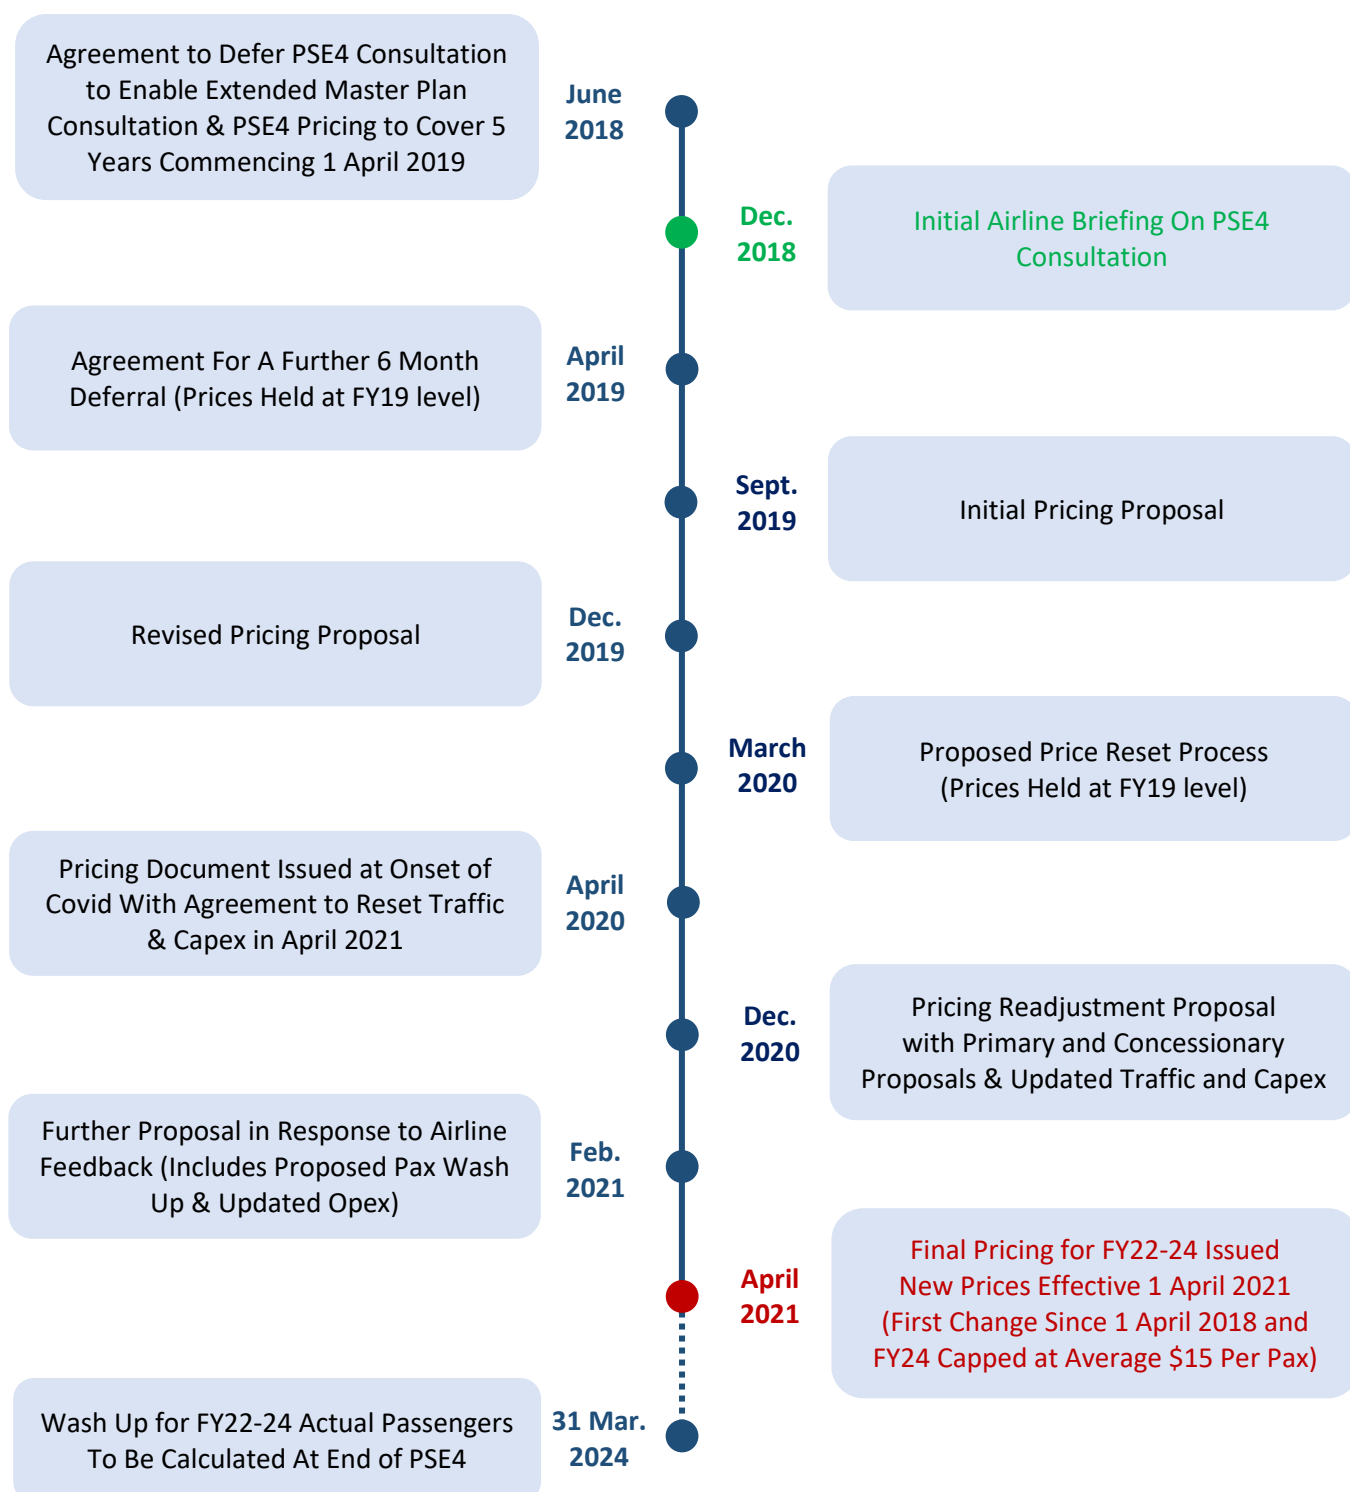 Agreement to Defer PSE4 Consultation
to Enable Extended Master Plan
Consultation & PSE4 Pricing to Cover 5
Years Commencing 1 April 2019
June
2018
Dec.
2018
Initial Airline Briefing On PSE4
Consultation
Agreement For A Further 6 Month
Deferral (Prices Held at FY19 level)
April
2019
Sept.
2019
Initial Pricing Proposal
Revised Pricing Proposal
Dec.
2019
March
2020
Proposed Price Reset Process
(Prices Held at FY19 level)
Pricing Document Issued at Onset of
Covid With Agreement to Reset Traffic
& Capex in April 2021
April
2020
Dec.
2020
Pricing Readjustment Proposal
with Primary and Concessionary
Proposals & Updated Traffic and Capex
Further Proposal in Response to Airline
Feedback (Includes Proposed Pax Wash
Up & Updated Opex)
Feb.
2021
April
2021
Final Pricing for FY22-24 Issued
New Prices Effective 1 April 2021
(First Change Since 1 April 2018 and
FY24 Capped at Average $15 Per Pax)
Wash Up for FY22-24 Actual Passengers
To Be Calculated At End of PSE4
31 Mar.
2024